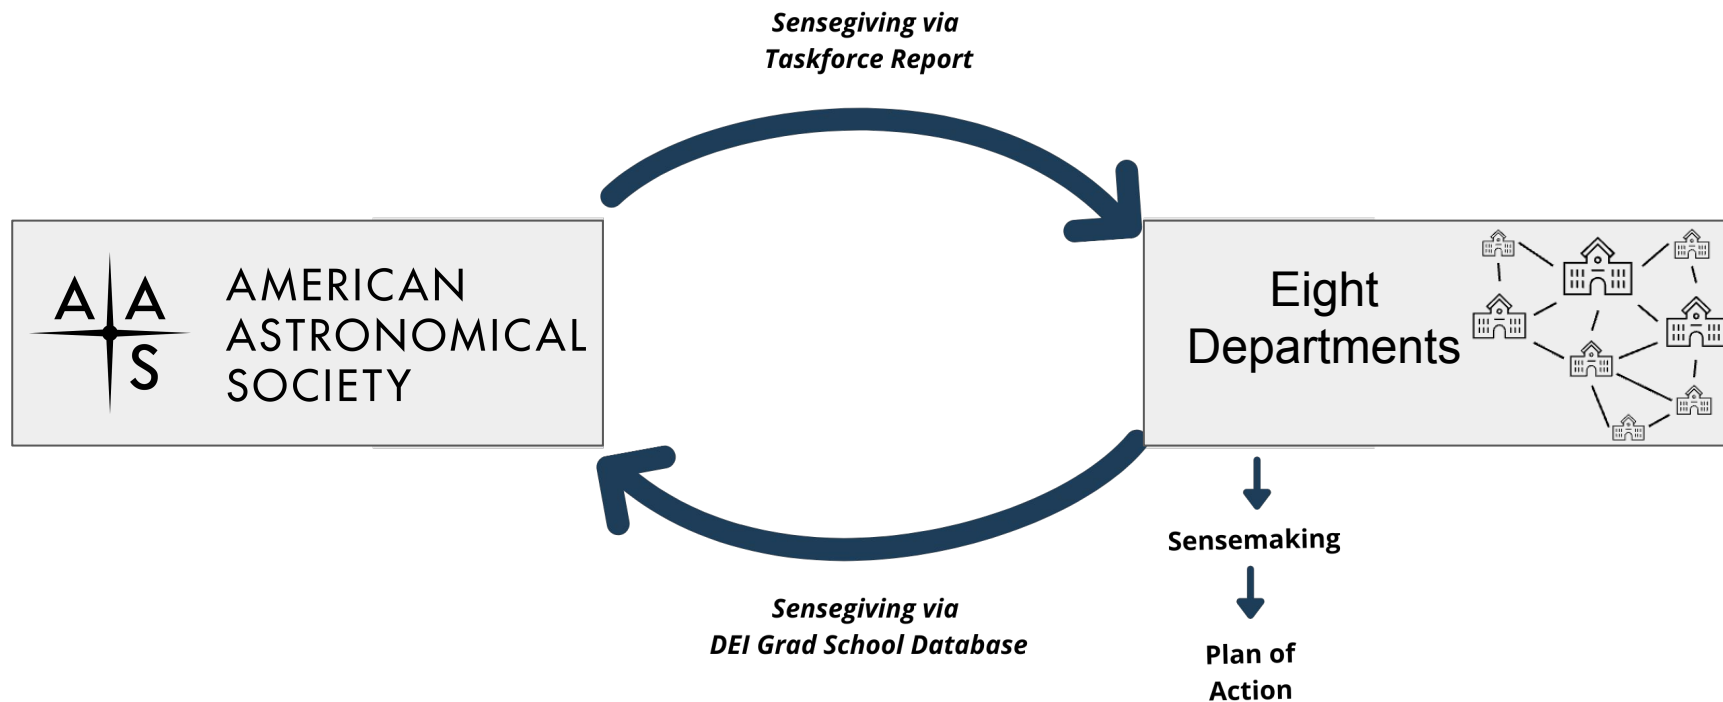 Sensegiving via
Taskforce Report
A A
S
AMERICAN
ASTRONOMICAL
SOCIETY
Eight
Departments
Sensemaking
Sensegiving via
DEI Grad School Database
Plan of
Action